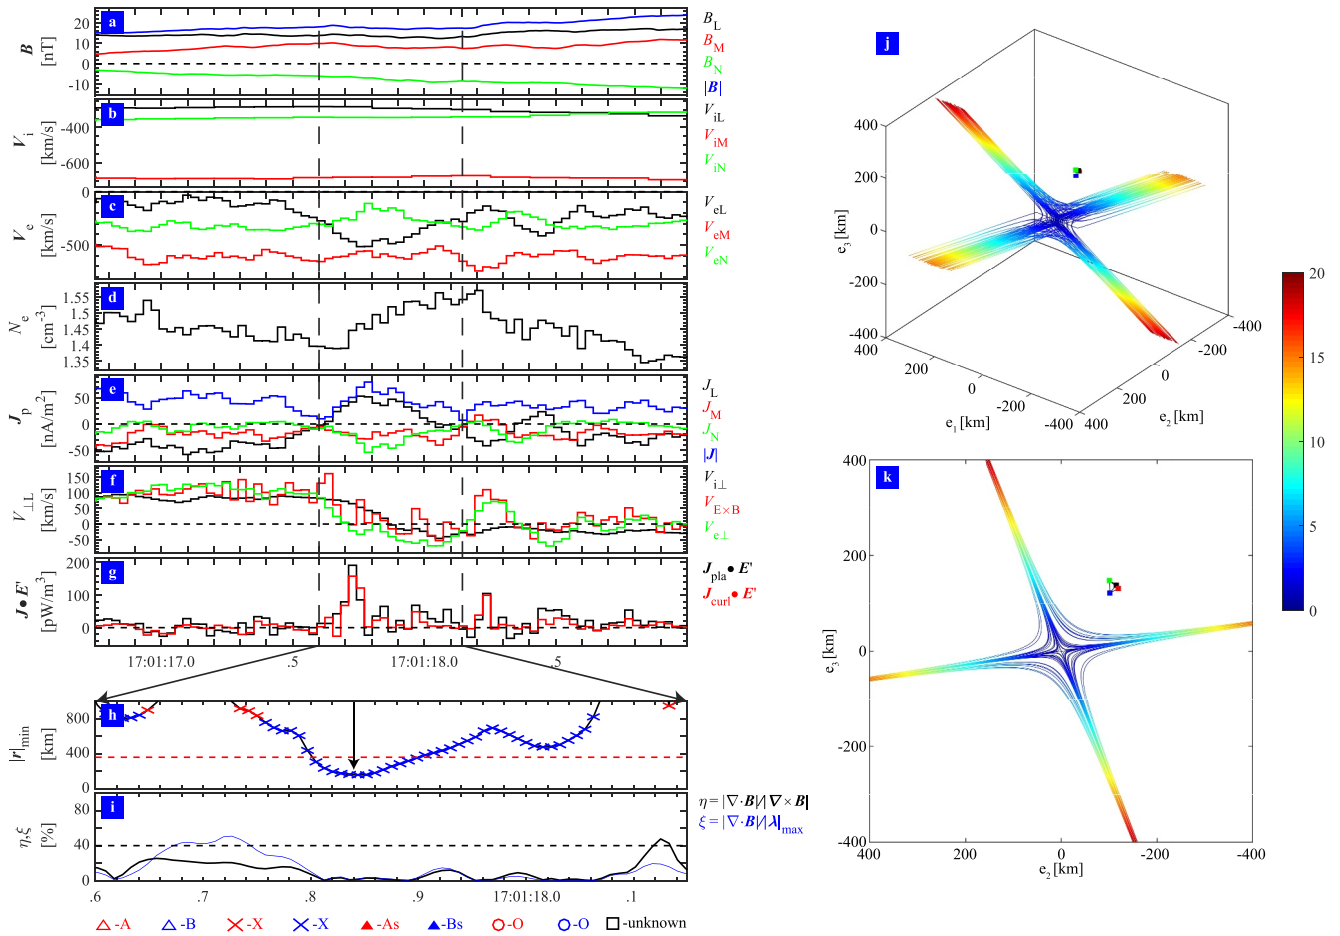 a
B
[nT]
20
10
0
-10
B_L
B_M
B_N
|B|
b
V_i
[km/s]
-400
-600
V_iL
V_iM
V_iN
c
V_e
[km/s]
0
-500
V_eL
V_eM
V_eN
d
N_e
[cm^-3]
1.55
1.45
1.35
e
J_p
[nA/m^2]
50
0
-50
J_L
J_M
J_N
|J|
f
V_⊥L
[km/s]
150
100
50
0
-50
V_i⊥
V_E×B
V_e⊥
g
J●E'
[pW/m^3]
200
100
0
J_pla ● E'
J_curl ● E'
17:01:17.0 .5 17:01:18.0 .5
h
|r|_min
[km]
800
400
0
i
η,ξ
[%]
80
40
0
η = |∇·B|/|∇×B|
ξ = |∇·B|/|λ|_max
.6 .7 .8 .9 17:01:18.0 .1
-A -B -X -X -As -Bs -O -O -unknown
j
e_3 [km]
400
200
0
-200
-400
400 200 0 -200 -400
e_1 [km]
400 200 0 -200 -400
e_2 [km]
k
e_3 [km]
400
200
0
-200
-400
400 200 0 -200 -400
e_2 [km]
20
15
10
5
0